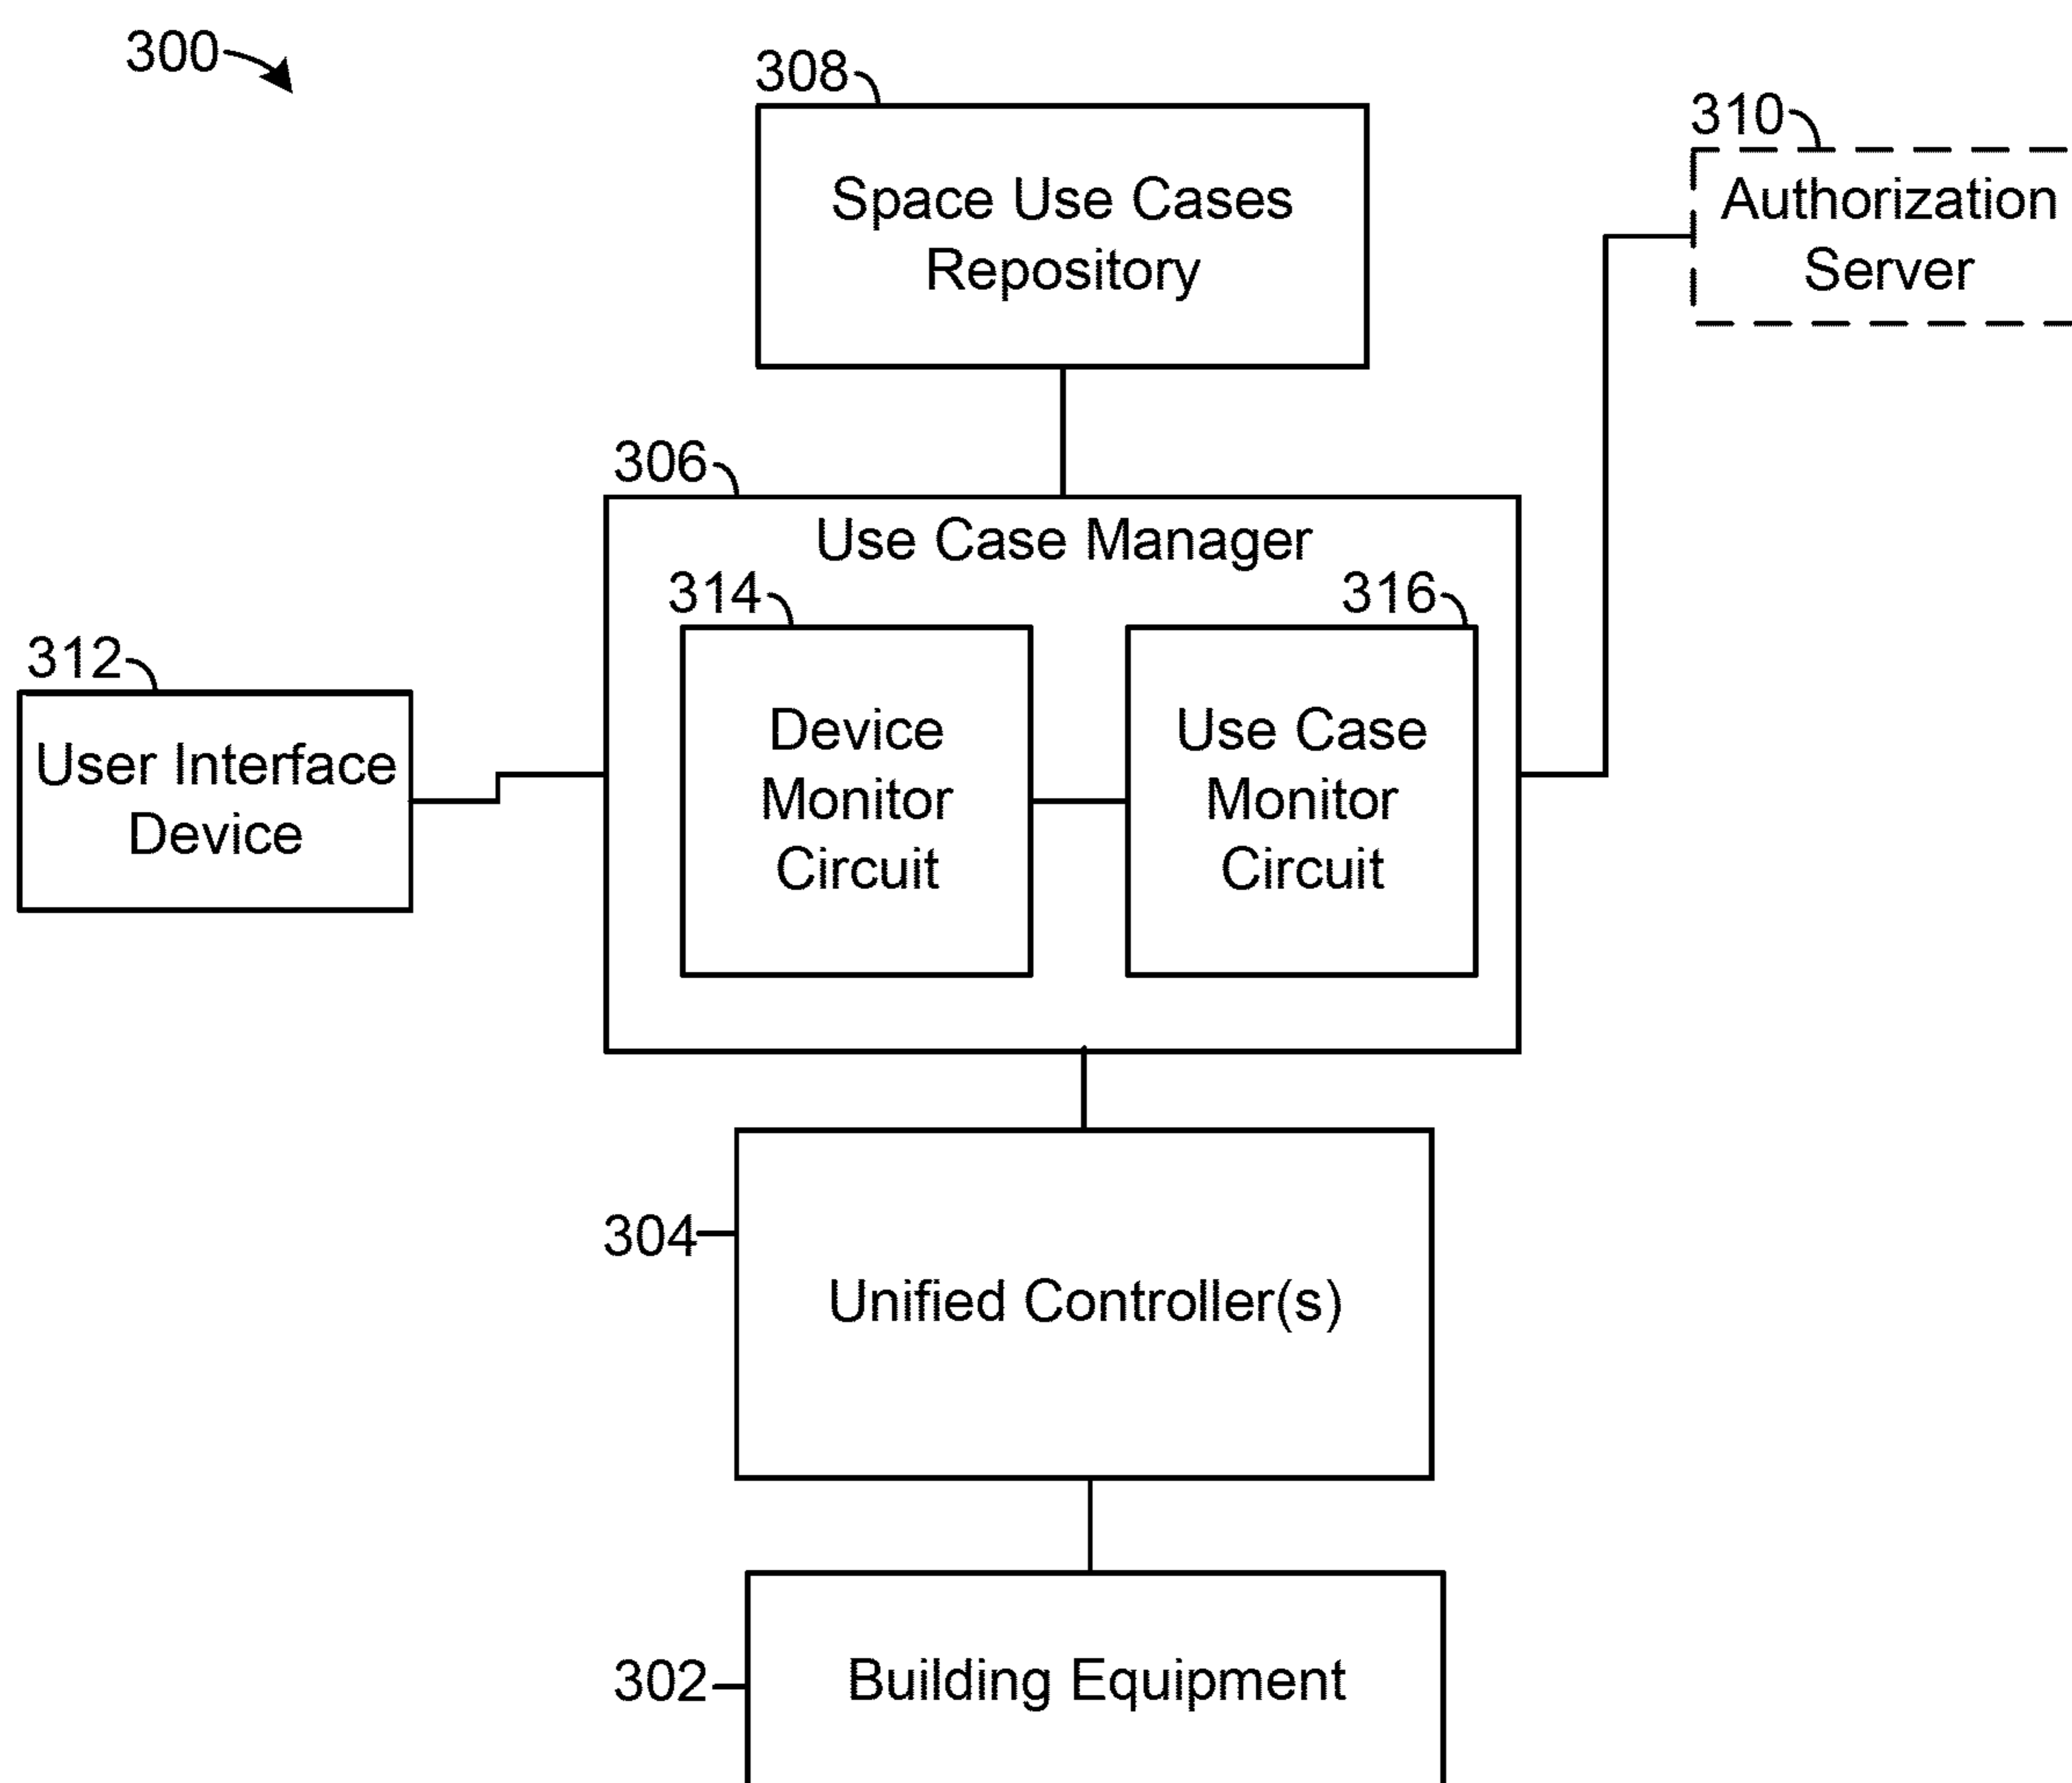 300
308
Space Use Cases
Repository
310
Authorization
Server
306
Use Case Manager
314
316
312
User Interface
Device
Device
Monitor
Circuit
Use Case
Monitor
Circuit
304
Unified Controller(s)
302
Building Equipment